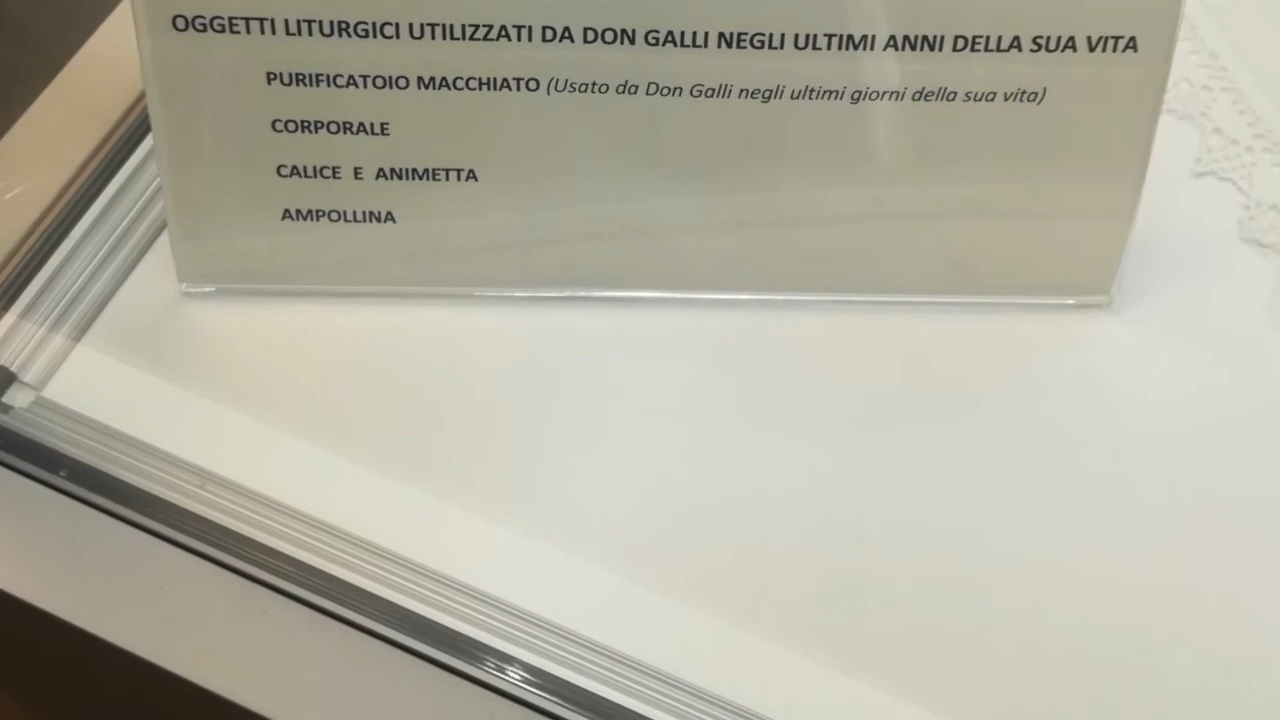 OGGETTI LITURGICI UTILIZZATI DA DON GALLI NEGLI ULTIMI ANNI DELLA SUA VITA
PURIFICATOIO MACCHIATO (Usato da Don Galli negli ultimi giorni della sua vita)
CORPORALE
CALICE E ANIMETTA
AMPOLLINA